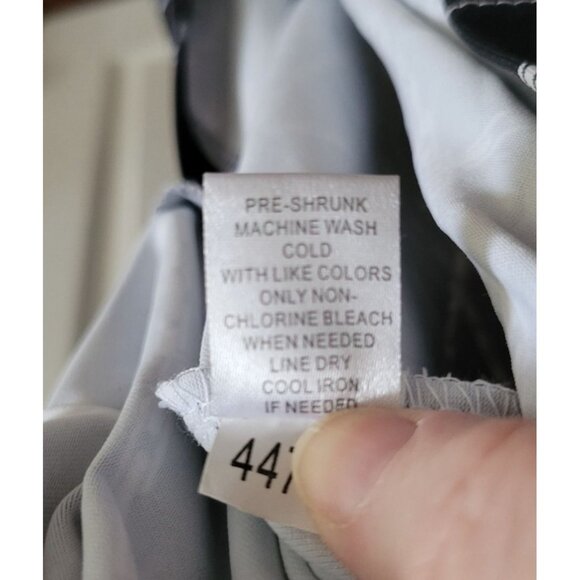 PRE-SHRUNK
MACHINE WASH
COLD
WITH LIKE COLORS
ONLY NON-
CHLORINE BLEACH
WHEN NEEDED
LINE DRY
COOL IRON
IF NEEDED
447